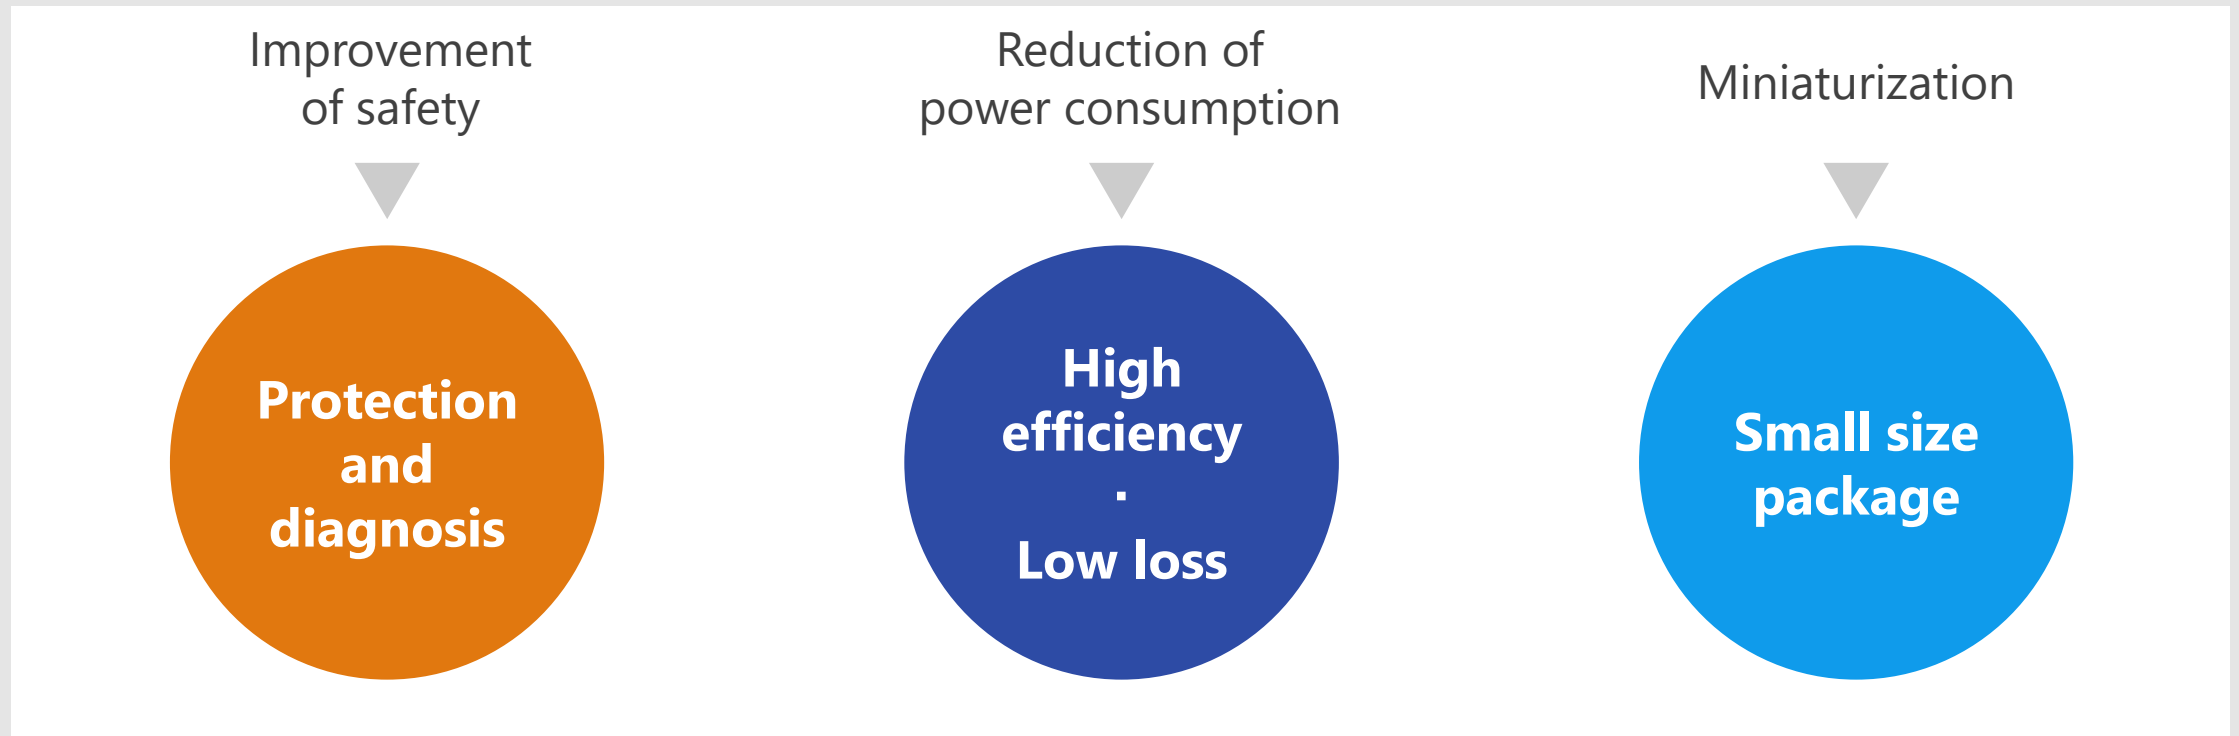 Improvement
of safety
Reduction of
power consumption
Miniaturization
Protection
and
diagnosis
High
efficiency
·
Low loss
Small size
package